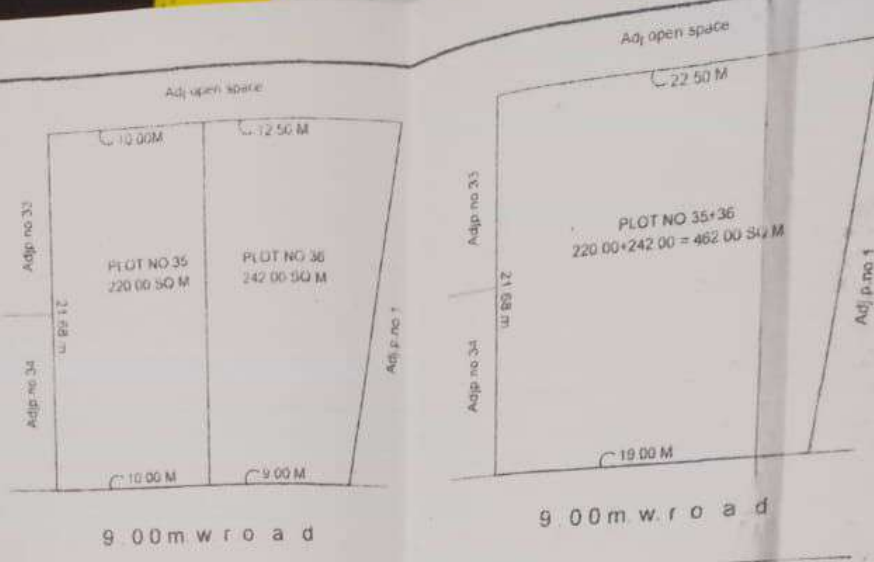 Adj open space
10.00M
12.50 M
Adjp.no 33
PLOT NO 35
220.00 SQ M
PLOT NO 36
242.00 SQ M
21.68 m
Adjp.no 34
Adj.p.no 1
10.00 M
9.00 M
9.00m w road
Adj open space
22.50 M
Adjp.no 33
PLOT NO 35+36
220.00+242.00 = 462.00 SQ M
21.68 m
Adjp.no 34
Adj.p.no 1
19.00 M
9.00m w. road